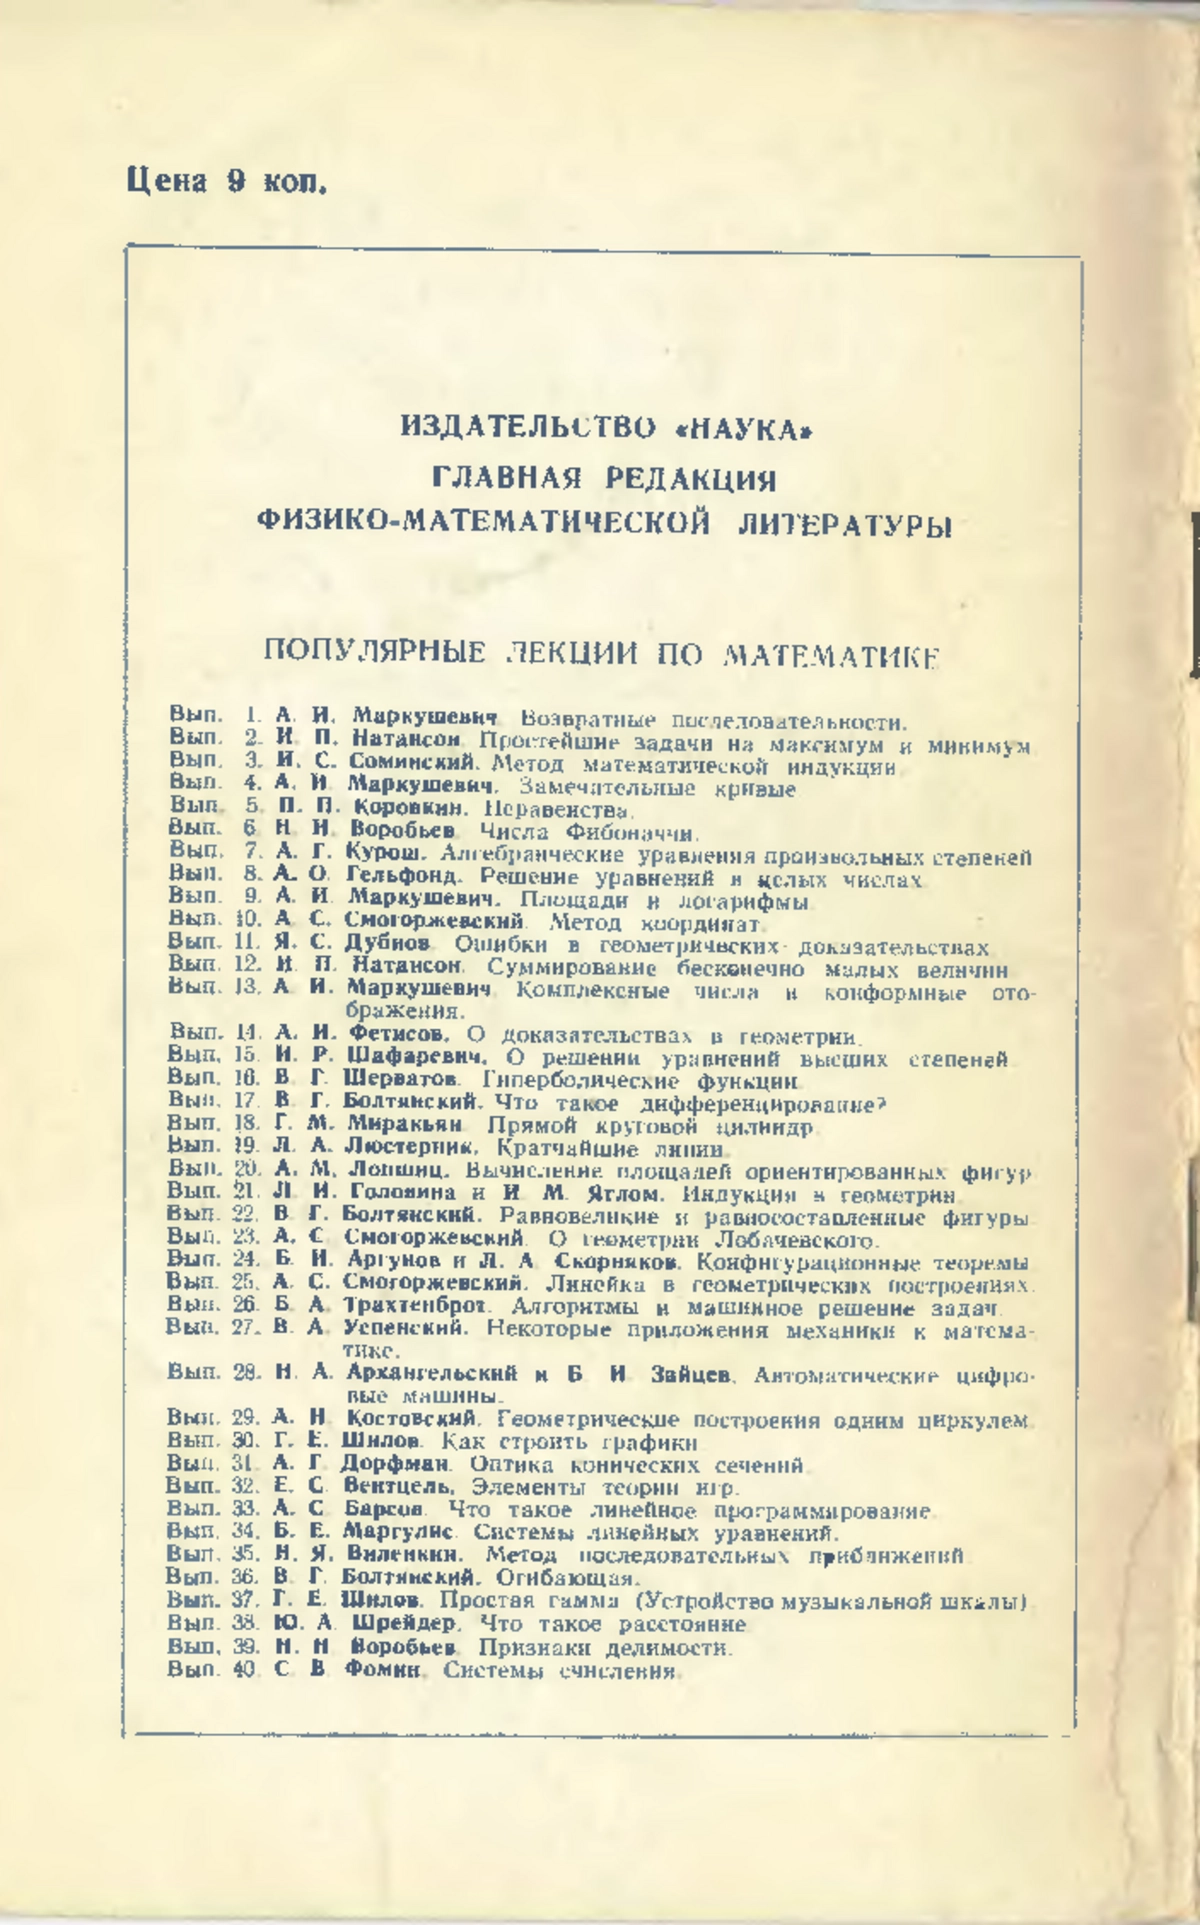 Цена 9 коп.
ИЗДАТЕЛЬСТВО «НАУКА»
ГЛАВНАЯ РЕДАКЦИЯ
ФИЗИКО-МАТЕМАТИЧЕСКОЙ ЛИТЕРАТУРЫ
ПОПУЛЯРНЫЕ ЛЕКЦИИ ПО МАТЕМАТИКЕ
Вып. 1. А. И. Маркушевич. Возвратные последовательности.
Вып. 2. И. П. Натансон. Простейшие задачи на максимум и минимум.
Вып. 3. И. С. Соминский. Метод математической индукции.
Вып. 4. А. И. Маркушевич. Замечательные кривые.
Вып. 5. П. П. Коровкин. Неравенства.
Вып. 6. Н. Н. Воробьев. Числа Фибоначчи.
Вып. 7. А. Г. Курош. Алгебраические уравнения произвольных степеней.
Вып. 8. А. О. Гельфонд. Решение уравнений в целых числах.
Вып. 9. А. И. Маркушевич. Площади и логарифмы.
Вып. 10. А. С. Смогоржевский. Метод координат.
Вып. 11. Я. С. Дубнов. Ошибки в геометрических доказательствах.
Вып. 12. И. П. Натансон. Суммирование бесконечно малых величин.
Вып. 13. А. И. Маркушевич. Комплексные числа и конформные ото-
бражения.
Вып. 14. А. И. Фетисов. О доказательствах в геометрии.
Вып. 15. И. Р. Шафаревич. О решении уравнений высших степеней.
Вып. 16. В. Г. Шерватов. Гиперболические функции.
Вып. 17. В. Г. Болтянский. Что такое дифференцирование?
Вып. 18. Г. М. Миракьян. Прямой круговой цилиндр.
Вып. 19. Л. А. Люстерник. Кратчайшие линии.
Вып. 20. А. М. Лопшиц. Вычисление площадей ориентированных фигур.
Вып. 21. Л. И. Головина и И. М. Яглом. Индукция в геометрии.
Вып. 22. В. Г. Болтянский. Равновеликие и равносоставленные фигуры.
Вып. 23. А. С. Смогоржевский. О геометрии Лобачевского.
Вып. 24. Б. И. Аргунов и Л. А. Скорняков. Конфигурационные теоремы.
Вып. 25. А. С. Смогоржевский. Линейка в геометрических построениях.
Вып. 26. Б. А. Трахтенброт. Алгоритмы и машинное решение задач.
Вып. 27. В. А. Успенский. Некоторые приложения механики к матема-
тике.
Вып. 28. Н. А. Архангельский и Б. И. Зайцев. Автоматические цифро-
вые машины.
Вып. 29. А. Н. Костовский. Геометрические построения одним циркулем.
Вып. 30. Г. Е. Шилов. Как строить графики.
Вып. 31. А. Г. Дорфман. Оптика конических сечений.
Вып. 32. Е. С. Вентцель. Элементы теории игр.
Вып. 33. А. С. Барсов. Что такое линейное программирование.
Вып. 34. Б. Е. Маргулис. Системы линейных уравнений.
Вып. 35. Н. Я. Виленкин. Метод последовательных приближений.
Вып. 36. В. Г. Болтянский. Огибающая.
Вып. 37. Г. Е. Шилов. Простая гамма (Устройство музыкальной шкалы).
Вып. 38. Ю. А. Шрейдер. Что такое расстояние.
Вып. 39. Н. Н. Воробьев. Признаки делимости.
Вып. 40. С. В. Фомин. Системы счисления.